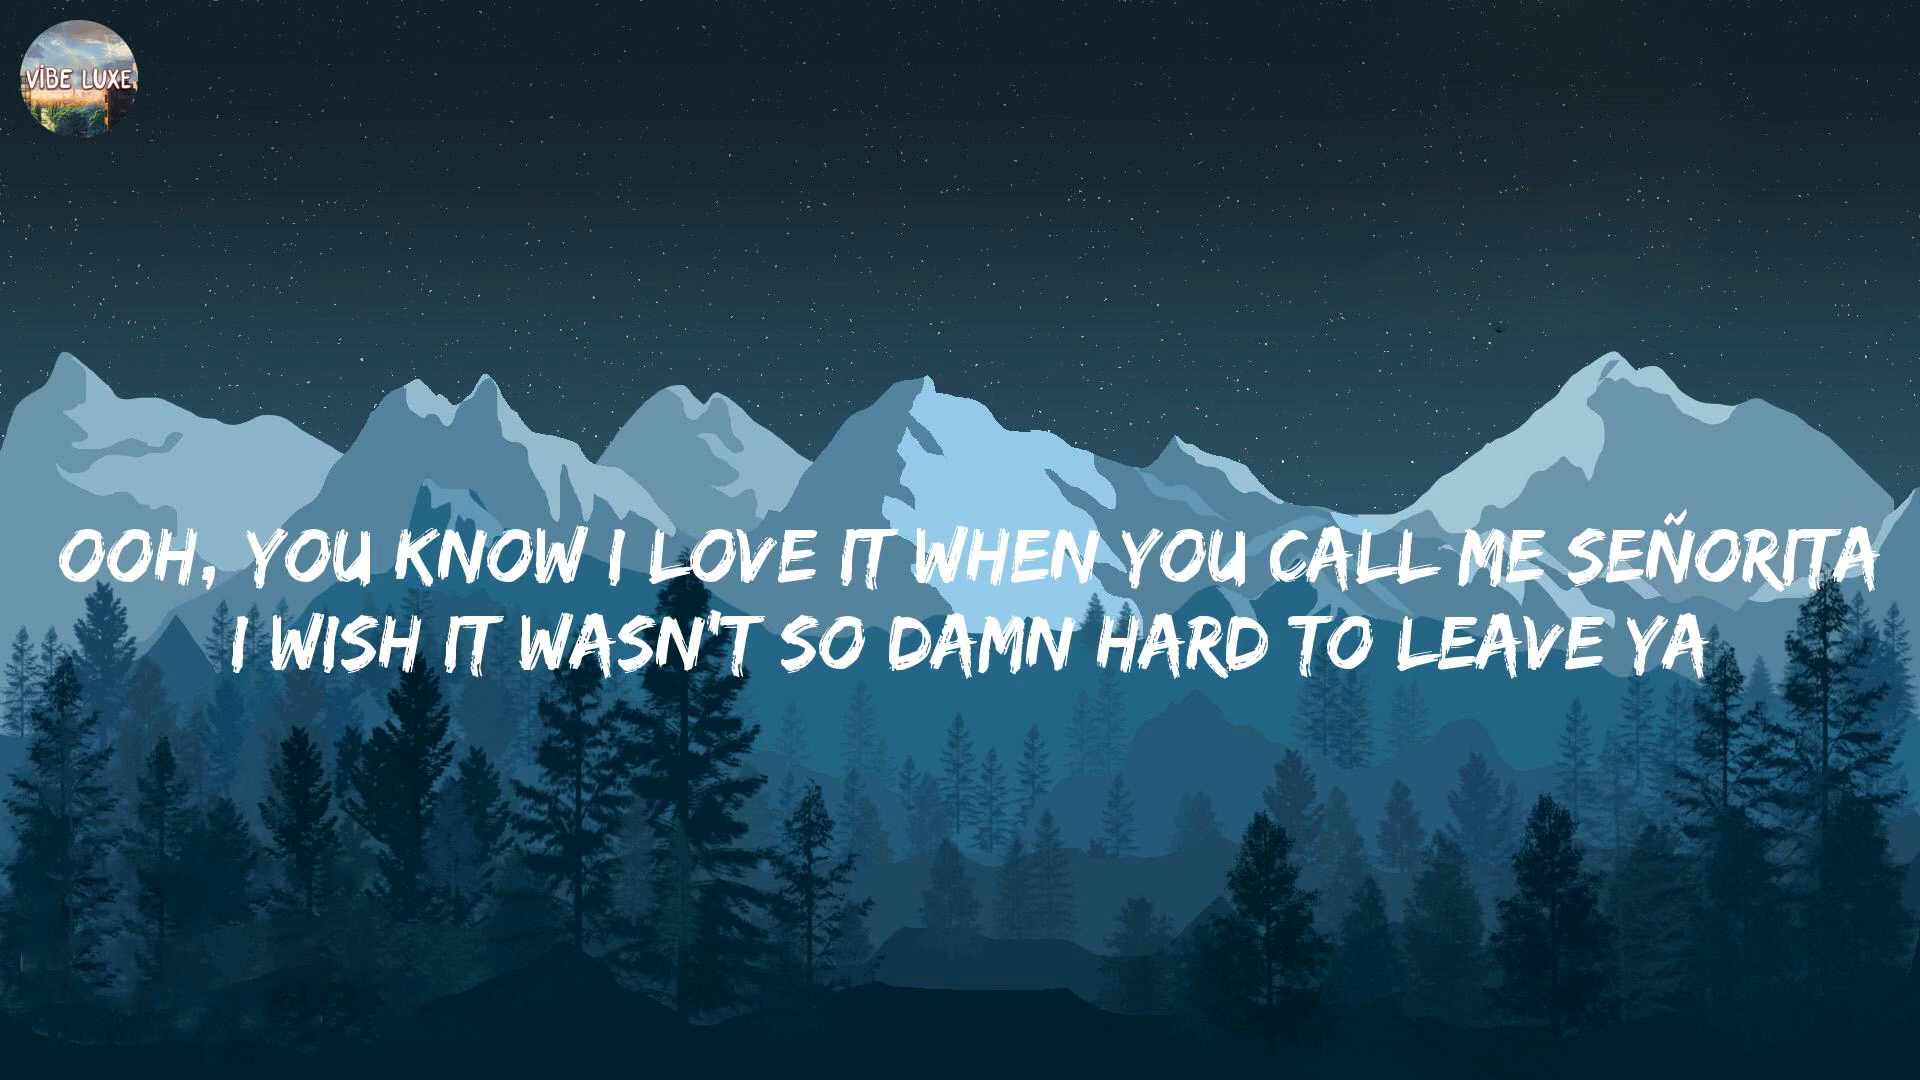 VIBE LUXE
OOH, YOU KNOW I LOVE IT WHEN YOU CALL ME SEÑORITA
I WISH IT WASN'T SO DAMN HARD TO LEAVE YA